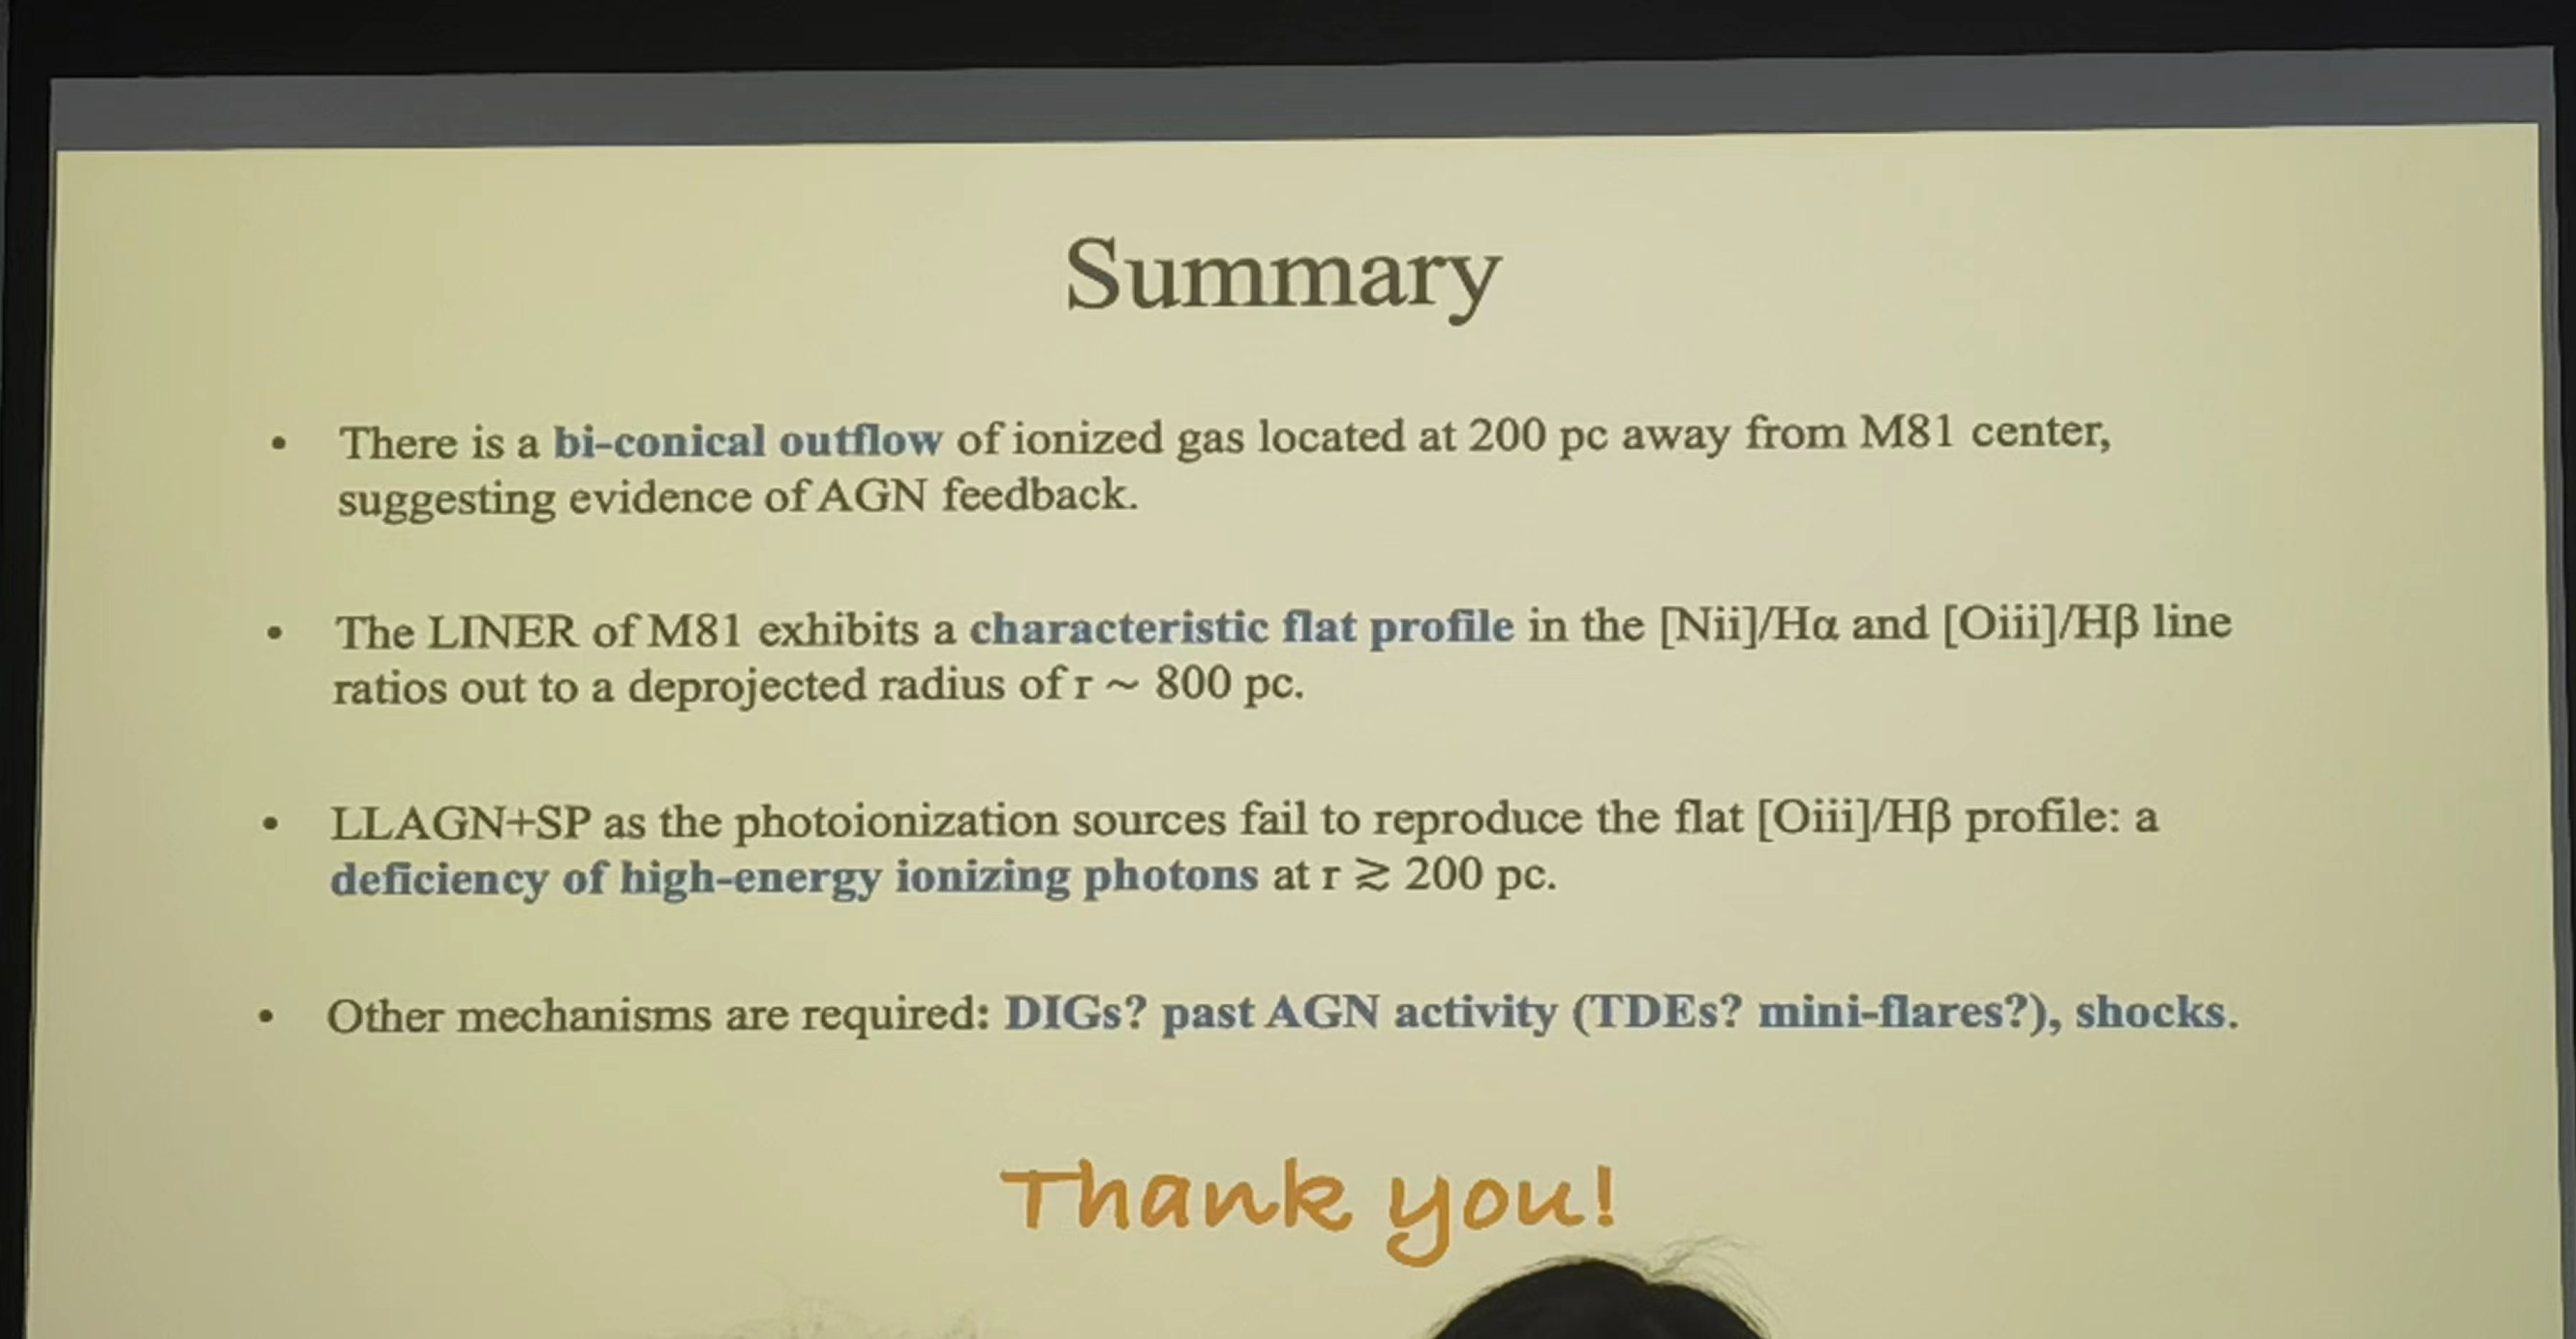 Summary
• There is a bi-conical outflow of ionized gas located at 200 pc away from M81 center,
suggesting evidence of AGN feedback.
• The LINER of M81 exhibits a characteristic flat profile in the [Nii]/Hα and [Oiii]/Hβ line
ratios out to a deprojected radius of r ~ 800 pc.
• LLAGN+SP as the photoionization sources fail to reproduce the flat [Oiii]/Hβ profile: a
deficiency of high-energy ionizing photons at r ≳ 200 pc.
• Other mechanisms are required: DIGs? past AGN activity (TDEs? mini-flares?), shocks.
Thank you!